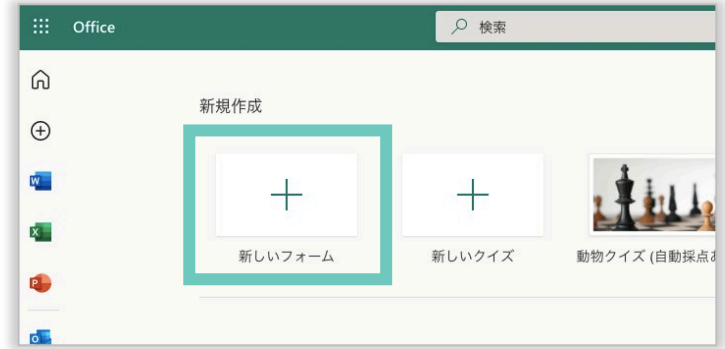 Office
検索
新規作成
新しいフォーム
新しいクイズ
動物クイズ (自動採点
W
X
P
O